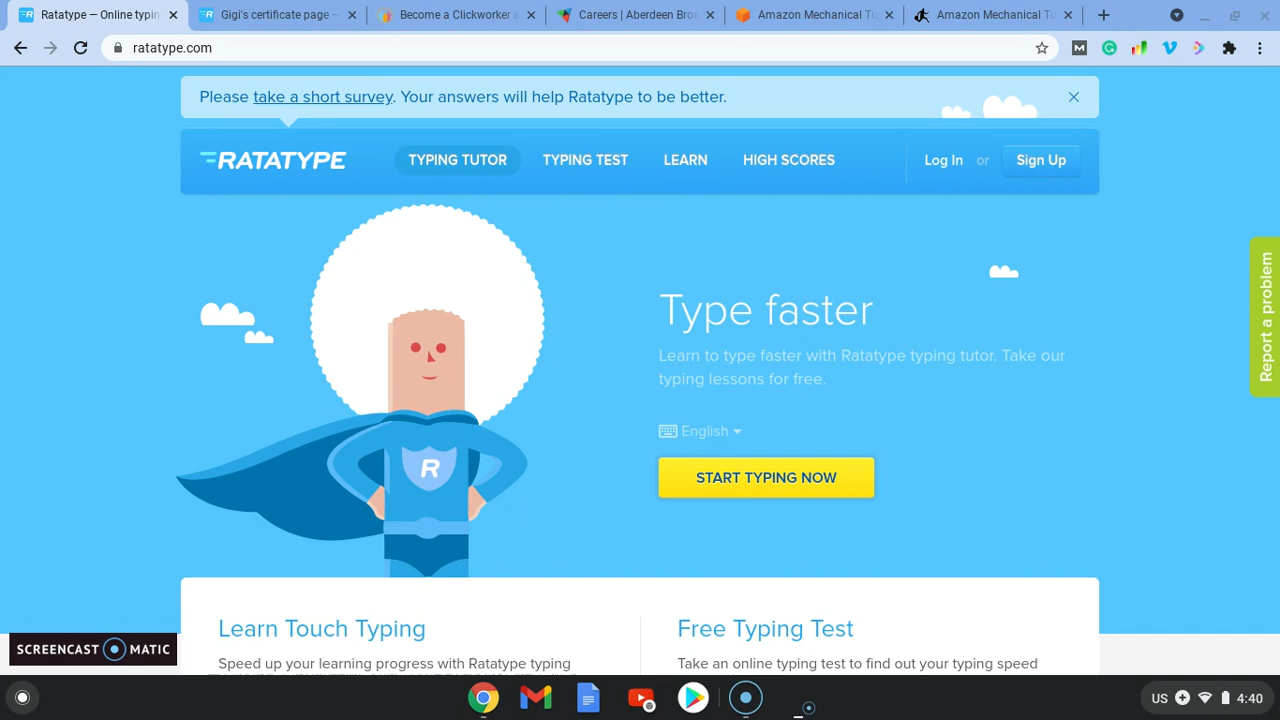 Ratatype — Online typin
Gigi's certificate page —
Become a Clickworker a
Careers | Aberdeen Bro
Amazon Mechanical Tu
Amazon Mechanical Tu
ratatype.com
Please take a short survey. Your answers will help Ratatype to be better.
RATATYPE
TYPING TUTOR
TYPING TEST
LEARN
HIGH SCORES
Log In or Sign Up
Report a problem
Type faster
Learn to type faster with Ratatype typing tutor. Take our
typing lessons for free.
English
START TYPING NOW
R
Learn Touch Typing
Speed up your learning progress with Ratatype typing
Free Typing Test
Take an online typing test to find out your typing speed
SCREENCAST MATIC
US
4:40